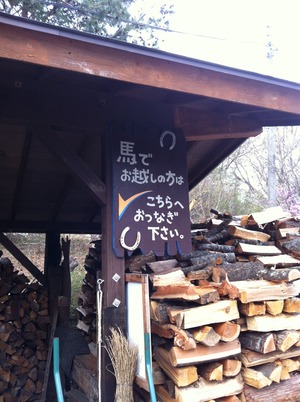 馬で
お越しの方は
こちらへ
おつなぎ
下さい。